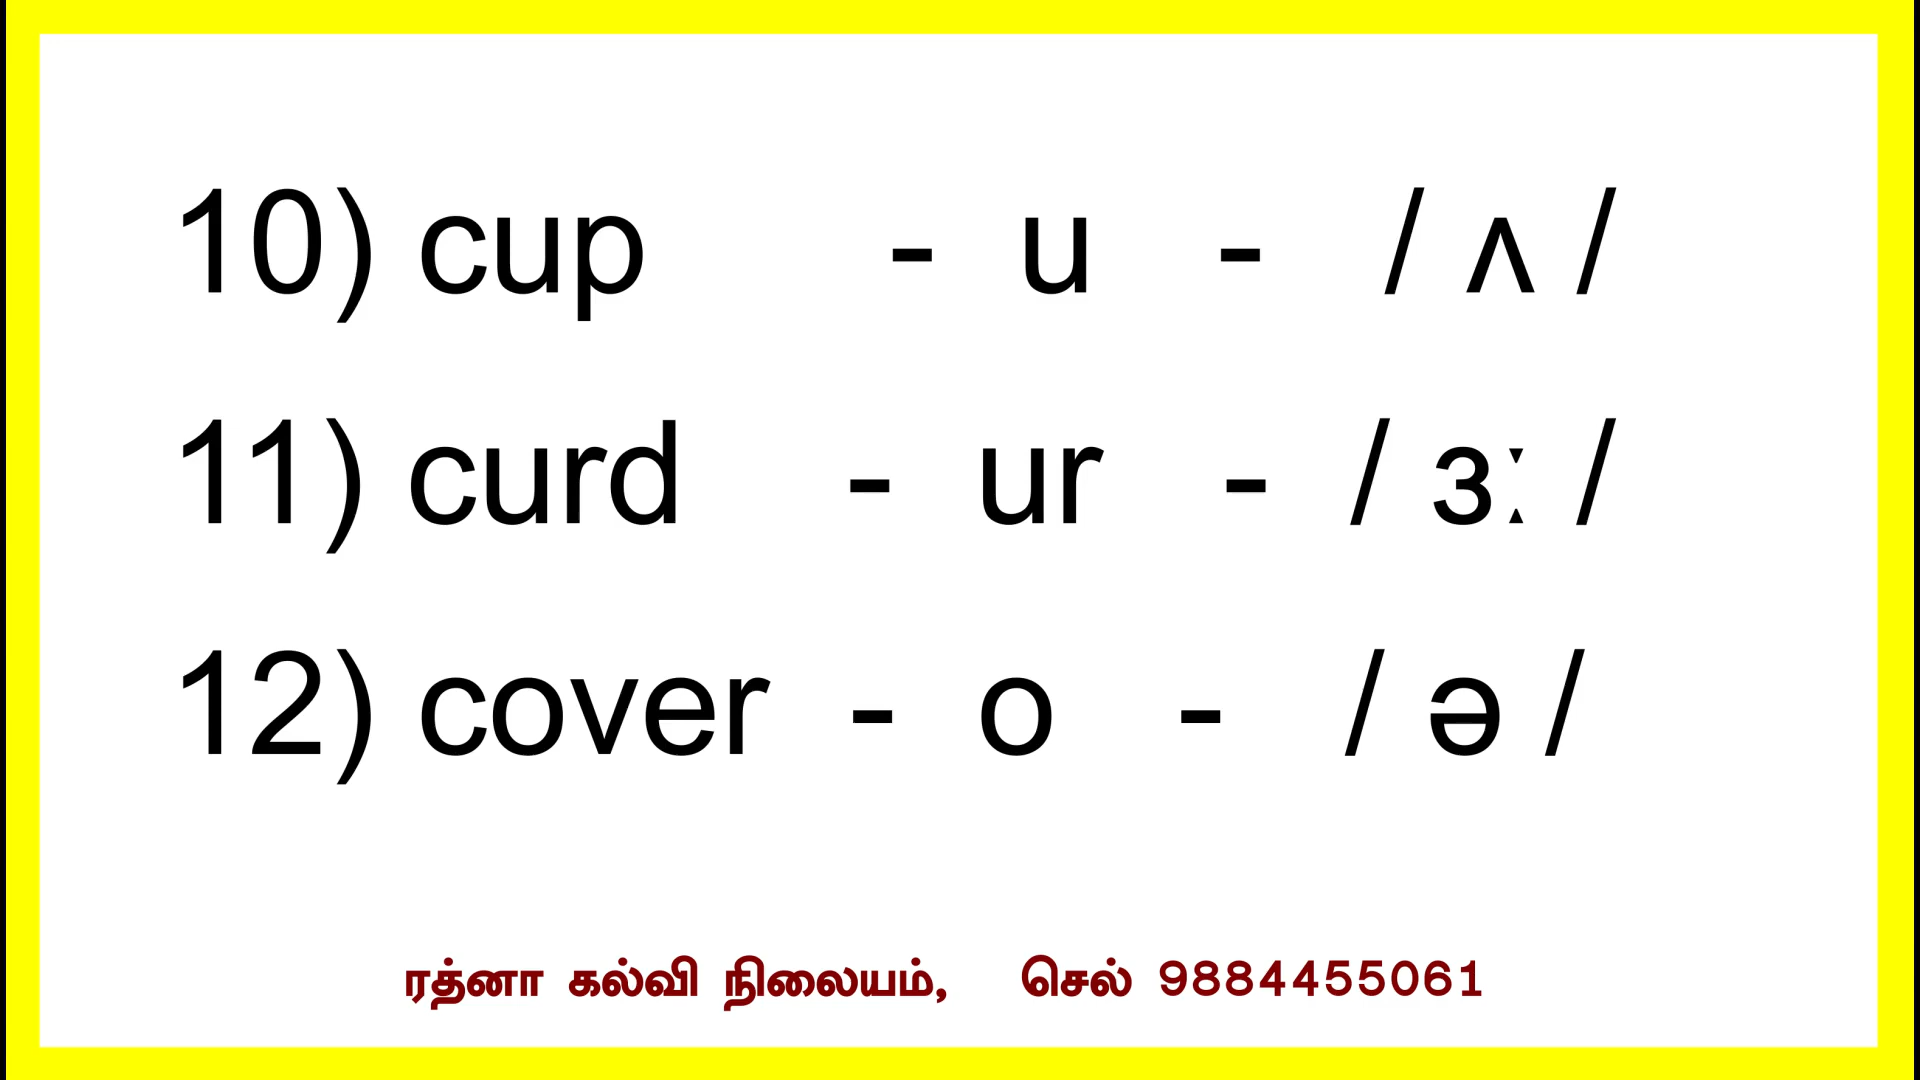 10) cup - u - / ʌ /
11) curd - ur - / ɜː /
12) cover - o - / ə /
ரத்னா கல்வி நிலையம், செல் 9884455061